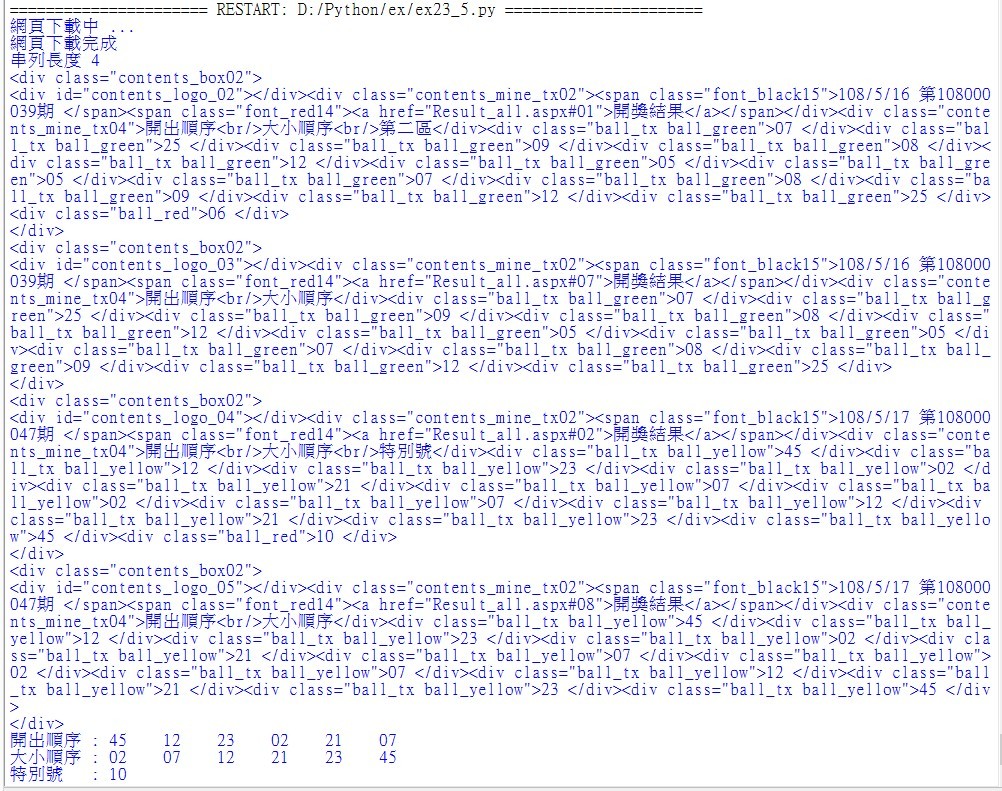 ====================== RESTART: D:/Python/ex/ex23_5.py ======================
網頁下載中 ...
網頁下載完成
串列長度 4
<div class="contents_box02">
<div id="contents_logo_02"></div><div class="contents_mine_tx02"><span class="font_black15">108/5/16 第108000
039期 </span><span class="font_red14"><a href="Result_all.aspx#01">開獎結果</a></span></div><div class="conte
nts_mine_tx04">開出順序<br/>大小順序<br/>第二區</div><div class="ball_tx ball_green">07 </div><div class="bal
l_tx ball_green">25 </div><div class="ball_tx ball_green">09 </div><div class="ball_tx ball_green">08 </div><
div class="ball_tx ball_green">12 </div><div class="ball_tx ball_green">05 </div><div class="ball_tx ball_gre
en">05 </div><div class="ball_tx ball_green">07 </div><div class="ball_tx ball_green">08 </div><div class="ba
ll_tx ball_green">09 </div><div class="ball_tx ball_green">12 </div><div class="ball_tx ball_green">25 </div>
<div class="ball_red">06 </div>
</div>
<div class="contents_box02">
<div id="contents_logo_03"></div><div class="contents_mine_tx02"><span class="font_black15">108/5/16 第108000
039期 </span><span class="font_red14"><a href="Result_all.aspx#07">開獎結果</a></span></div><div class="conte
nts_mine_tx04">開出順序<br/>大小順序</div><div class="ball_tx ball_green">07 </div><div class="ball_tx ball_g
reen">25 </div><div class="ball_tx ball_green">09 </div><div class="ball_tx ball_green">08 </div><div class="
ball_tx ball_green">12 </div><div class="ball_tx ball_green">05 </div><div class="ball_tx ball_green">05 </di
v><div class="ball_tx ball_green">07 </div><div class="ball_tx ball_green">08 </div><div class="ball_tx ball_
green">09 </div><div class="ball_tx ball_green">12 </div><div class="ball_tx ball_green">25 </div>
</div>
<div class="contents_box02">
<div id="contents_logo_04"></div><div class="contents_mine_tx02"><span class="font_black15">108/5/17 第108000
047期 </span><span class="font_red14"><a href="Result_all.aspx#02">開獎結果</a></span></div><div class="conte
nts_mine_tx04">開出順序<br/>大小順序<br/>特別號</div><div class="ball_tx ball_yellow">45 </div><div class="ba
ll_tx ball_yellow">12 </div><div class="ball_tx ball_yellow">23 </div><div class="ball_tx ball_yellow">02 </d
iv><div class="ball_tx ball_yellow">21 </div><div class="ball_tx ball_yellow">07 </div><div class="ball_tx ba
ll_yellow">02 </div><div class="ball_tx ball_yellow">07 </div><div class="ball_tx ball_yellow">12 </div><div 
class="ball_tx ball_yellow">21 </div><div class="ball_tx ball_yellow">23 </div><div class="ball_tx ball_yello
w">45 </div><div class="ball_red">10 </div>
</div>
<div class="contents_box02">
<div id="contents_logo_05"></div><div class="contents_mine_tx02"><span class="font_black15">108/5/17 第108000
047期 </span><span class="font_red14"><a href="Result_all.aspx#08">開獎結果</a></span></div><div class="conte
nts_mine_tx04">開出順序<br/>大小順序</div><div class="ball_tx ball_yellow">45 </div><div class="ball_tx ball_
yellow">12 </div><div class="ball_tx ball_yellow">23 </div><div class="ball_tx ball_yellow">02 </div><div cla
ss="ball_tx ball_yellow">21 </div><div class="ball_tx ball_yellow">07 </div><div class="ball_tx ball_yellow">
02 </div><div class="ball_tx ball_yellow">07 </div><div class="ball_tx ball_yellow">12 </div><div class="ball
_tx ball_yellow">21 </div><div class="ball_tx ball_yellow">23 </div><div class="ball_tx ball_yellow">45 </div
>
</div>
開出順序 : 45 12 23 02 21 07
大小順序 : 02 07 12 21 23 45
特別號 : 10